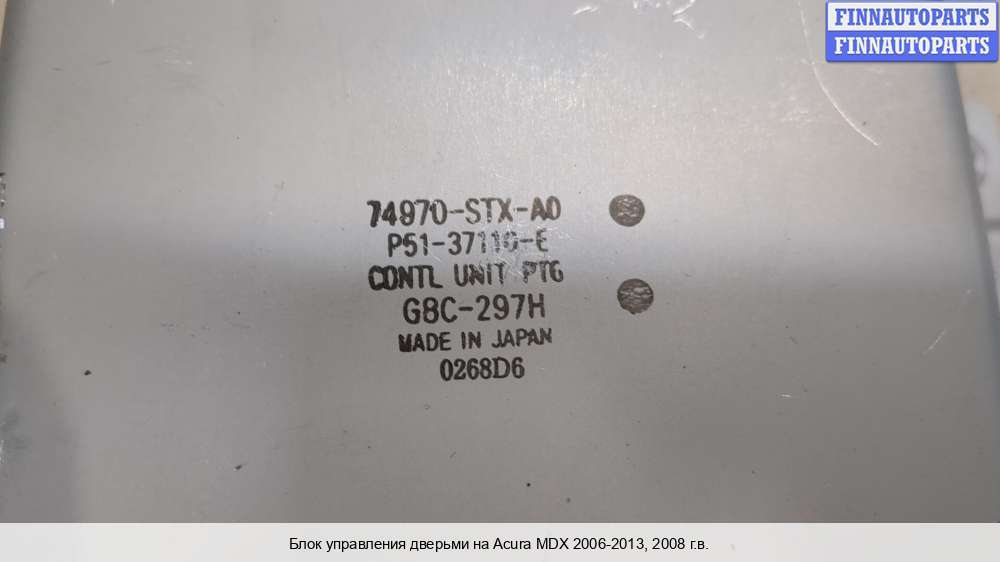 FINNAUTOPARTS
FINNAUTOPARTS
74970-STX-A0
P51-37110-E
CONTL UNIT PTG
G8C-297H
MADE IN JAPAN
0268D6
Блок управления дверьми на Acura MDX 2006-2013, 2008 г.в.